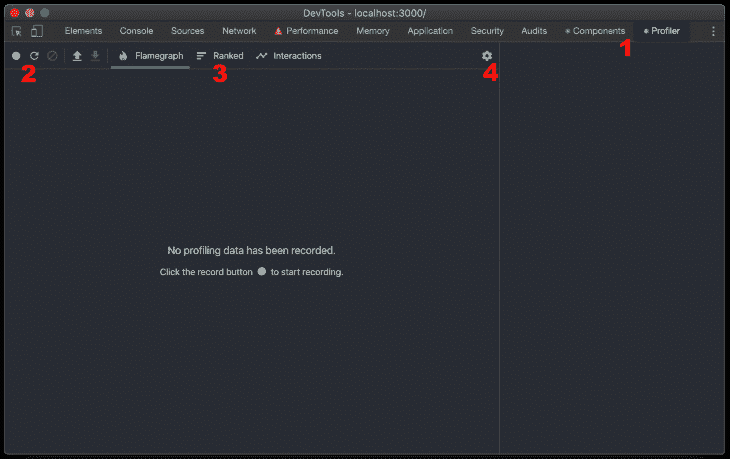 DevTools - localhost:3000/
Elements Console Sources Network Performance Memory Application Security Audits Components Profiler
1
Flamegraph Ranked Interactions
2 3 4
No profiling data has been recorded.
Click the record button to start recording.